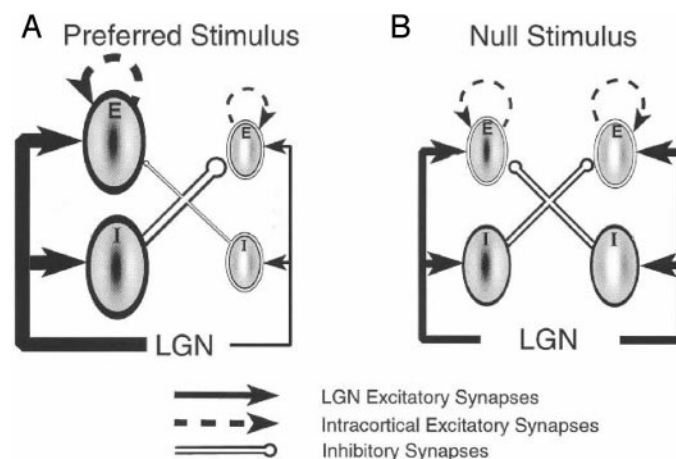 A
Preferred Stimulus
B
Null Stimulus
E
E
E
E
I
I
I
I
LGN
LGN
LGN Excitatory Synapses
Intracortical Excitatory Synapses
Inhibitory Synapses